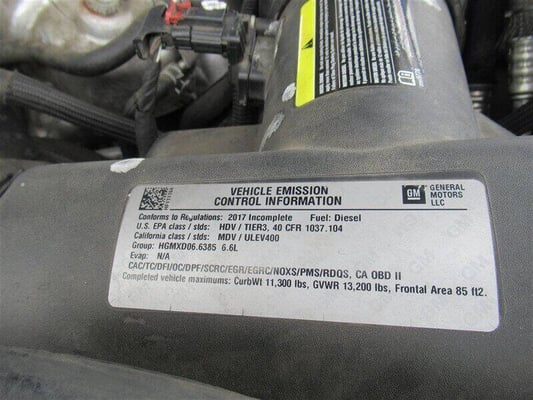 VEHICLE EMISSION
CONTROL INFORMATION
GM GENERAL
MOTORS
LLC
Conforms to Regulations: 2017 Incomplete Fuel: Diesel
U.S. EPA class / stds: HDV / TIER3, 40 CFR 1037.104
California class / stds: MDV / ULEV400
Group: HGMXD06.6385 6.6L
Evap: N/A
CAC/TC/DFI/OC/DPF/SCRC/EGR/EGRC/NOXS/PMS/RDQS, CA OBD II
Completed vehicle maximums: CurbWt 11,300 lbs, GVWR 13,200 lbs, Frontal Area 85 ft2.